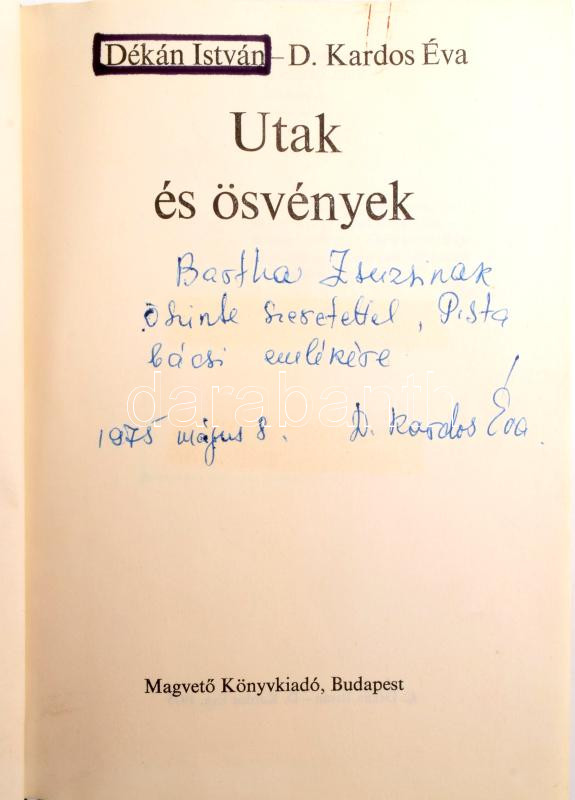 Dékán István – D. Kardos Éva
Utak
és ösvények
Bartha Zsuzsinak
őszinte szeretettel, Pista
bácsi emlékére
darabanth
1975 május 8. D. Kardos Éva
Magvető Könyvkiadó, Budapest